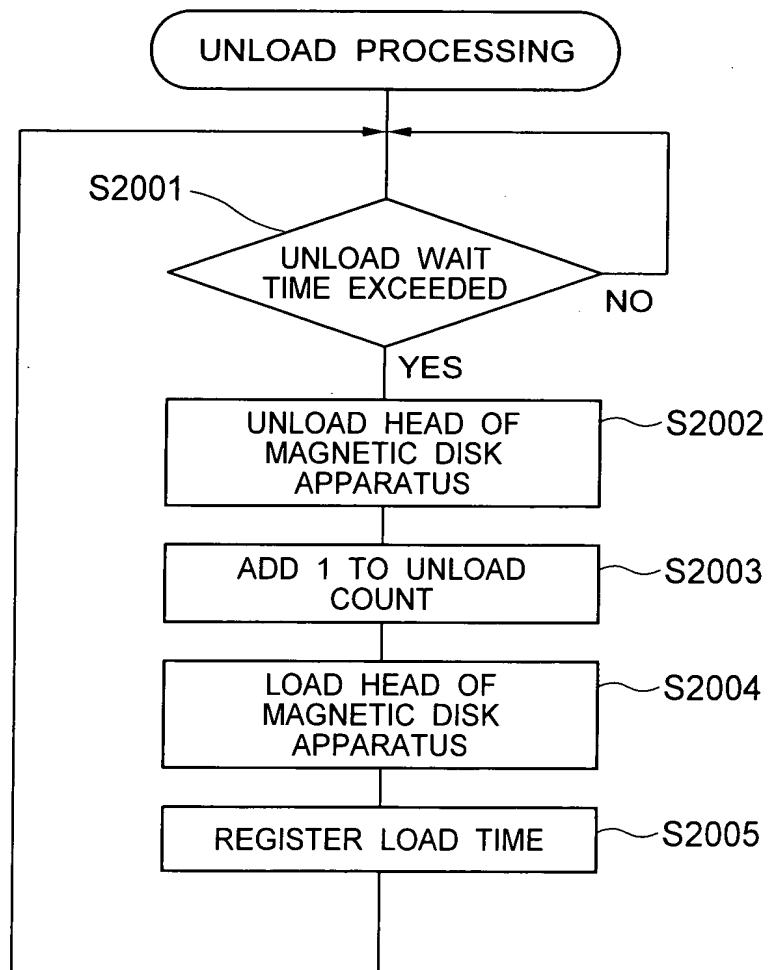 UNLOAD PROCESSING
S2001
UNLOAD WAIT
TIME EXCEEDED
NO
YES
UNLOAD HEAD OF
MAGNETIC DISK
APPARATUS
S2002
ADD 1 TO UNLOAD
COUNT
S2003
LOAD HEAD OF
MAGNETIC DISK
APPARATUS
S2004
REGISTER LOAD TIME
S2005